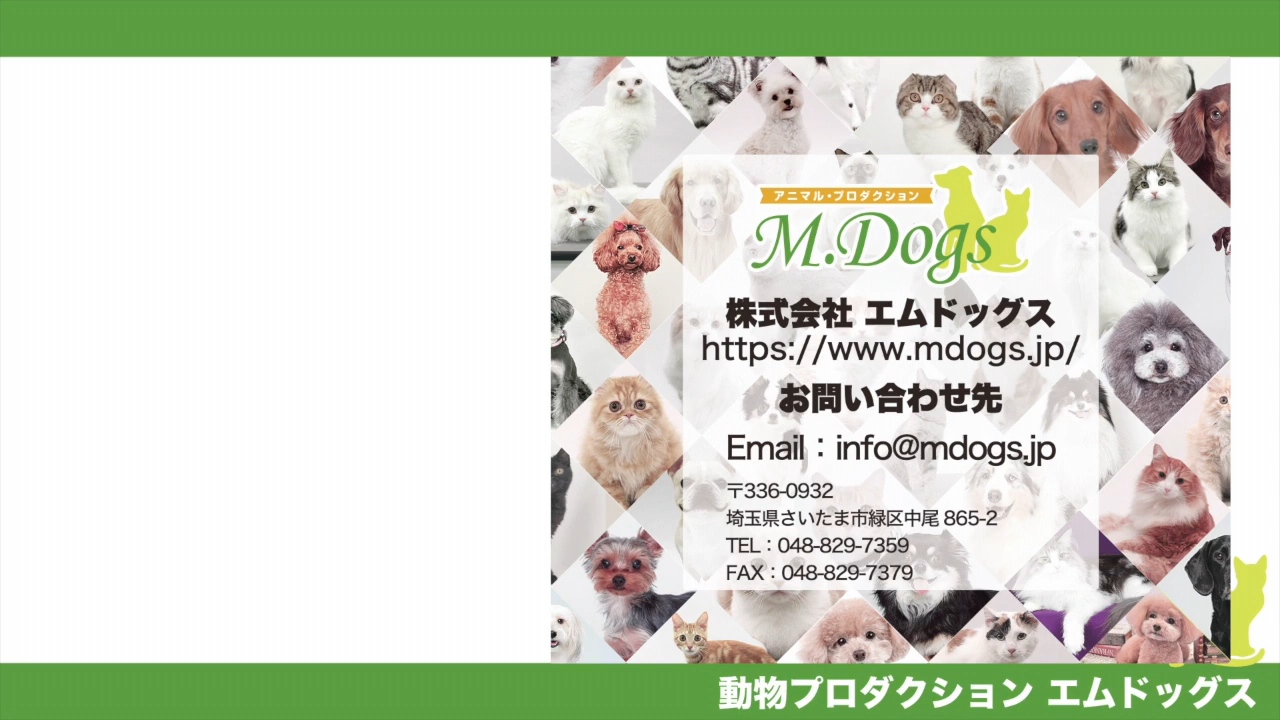 アニマル・プロダクション
M.Dogs
株式会社 エムドッグス
https://www.mdogs.jp/
お問い合わせ先
Email：info@mdogs.jp
〒336-0932
埼玉県さいたま市緑区中尾 865-2
TEL：048-829-7359
FAX：048-829-7379
動物プロダクション エムドッグス